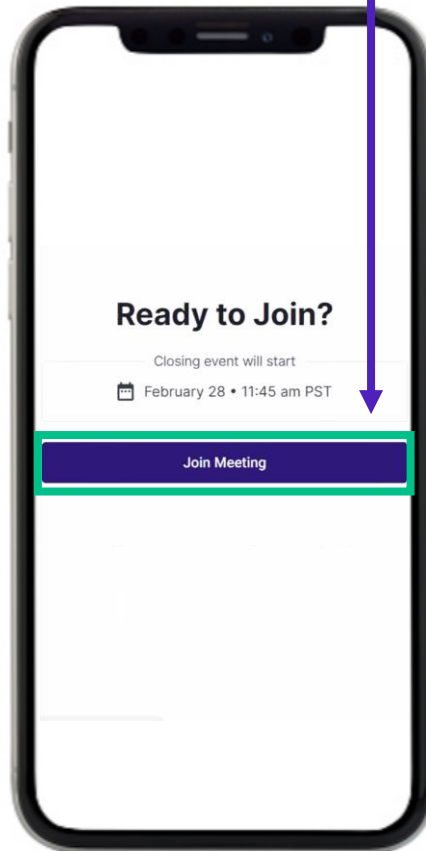 Ready to Join?
Closing event will start
February 28 • 11:45 am PST
Join Meeting